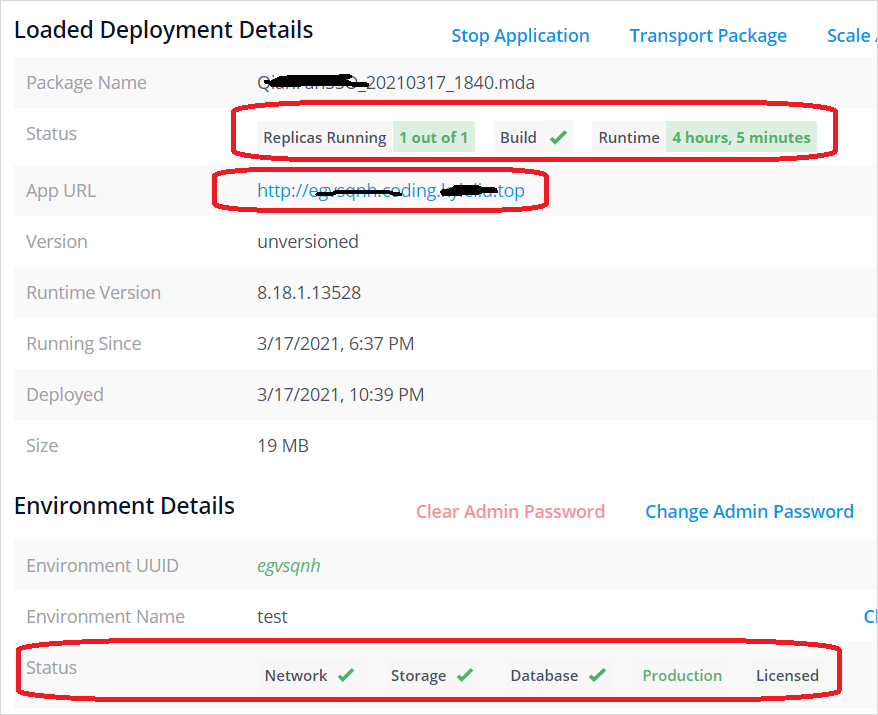 Loaded Deployment Details
Stop Application
Transport Package
Scale
Package Name
_20210317_1840.mda
Status
Replicas Running 1 out of 1 Build Runtime 4 hours, 5 minutes
App URL
http://egvsqnh.coding. .top
Version
unversioned
Runtime Version
8.18.1.13528
Running Since
3/17/2021, 6:37 PM
Deployed
3/17/2021, 10:39 PM
Size
19 MB
Environment Details
Clear Admin Password
Change Admin Password
Environment UUID
egvsqnh
Environment Name
test
Status
Network Storage Database Production Licensed